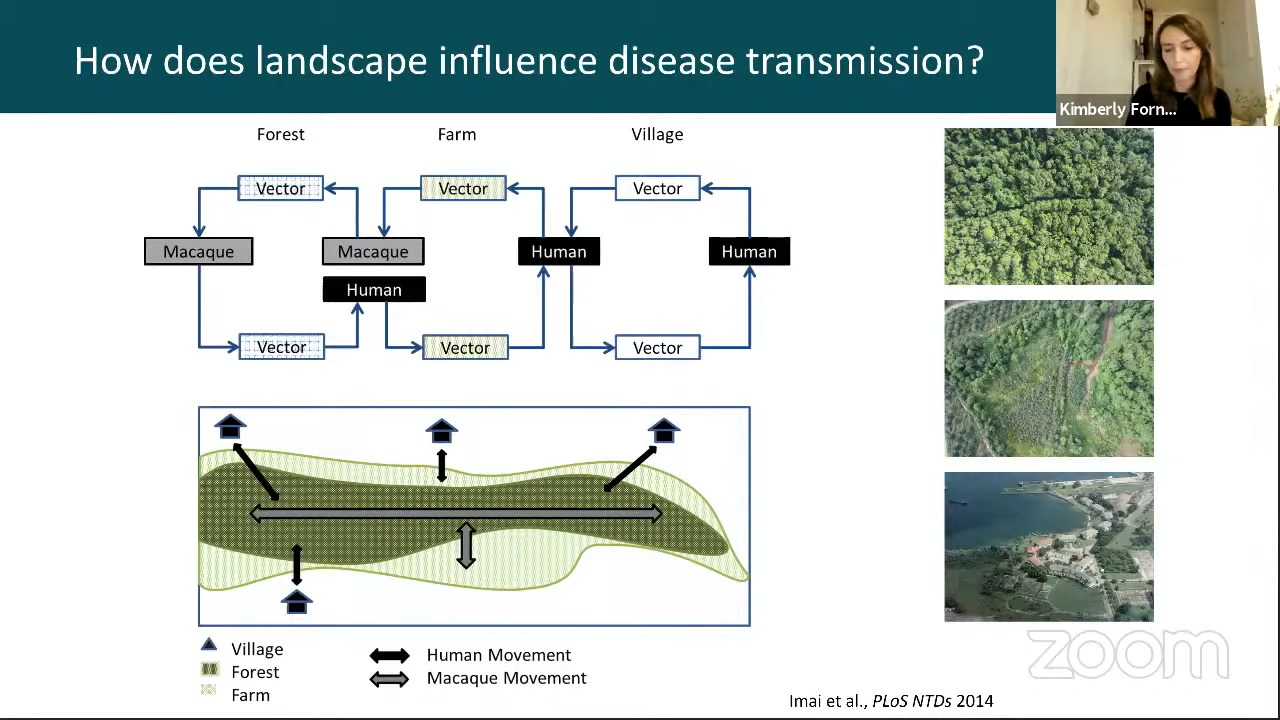 How does landscape influence disease transmission?
Kimberly Forn...
Forest Farm Village
Vector Vector Vector
Macaque Macaque Human Human
Human
Vector Vector Vector
Village
Forest
Farm
Human Movement
Macaque Movement
zoom
Imai et al., PLoS NTDs 2014